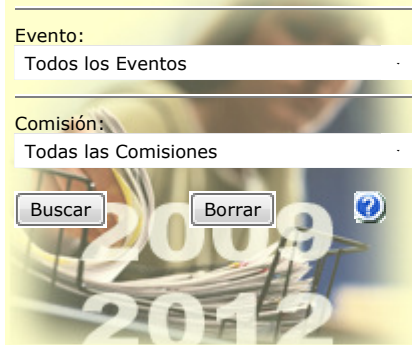 Evento:
Todos los Eventos
Comisión:
Todas las Comisiones
Buscar Borrar ?
2009
2012